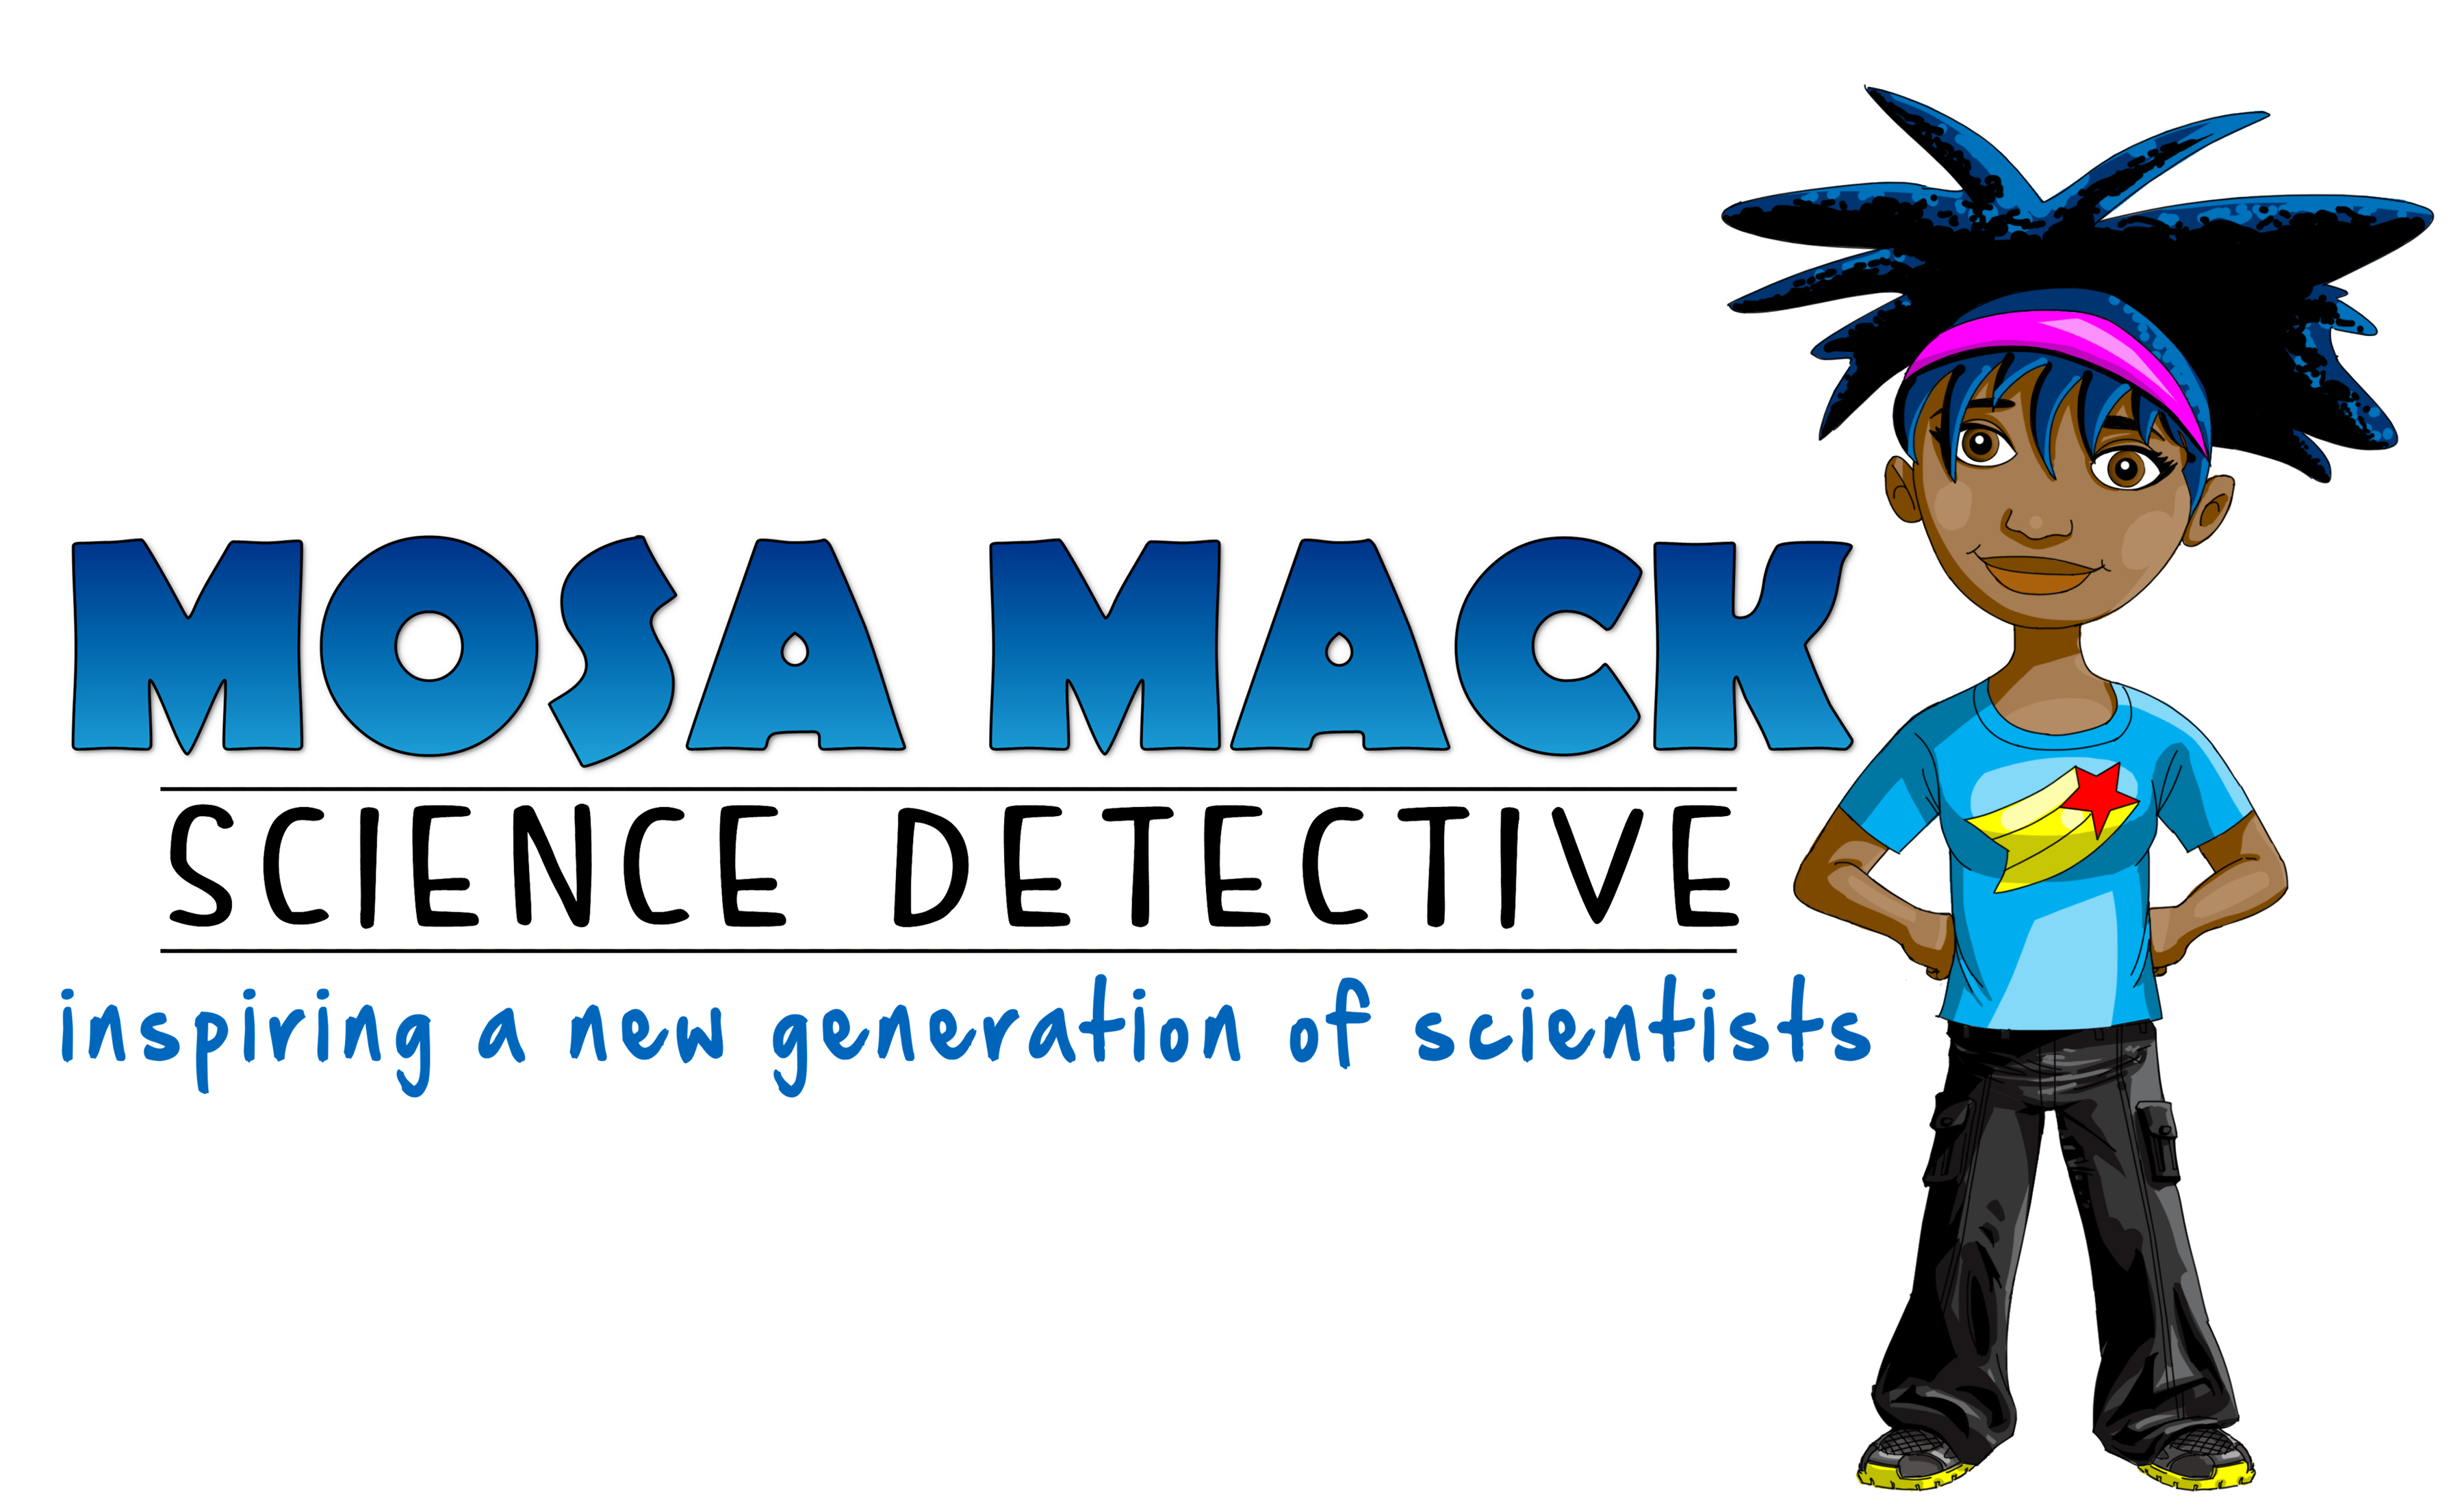 MOSA MACK
SCIENCE DETECTIVE
inspiring a new generation of scientists